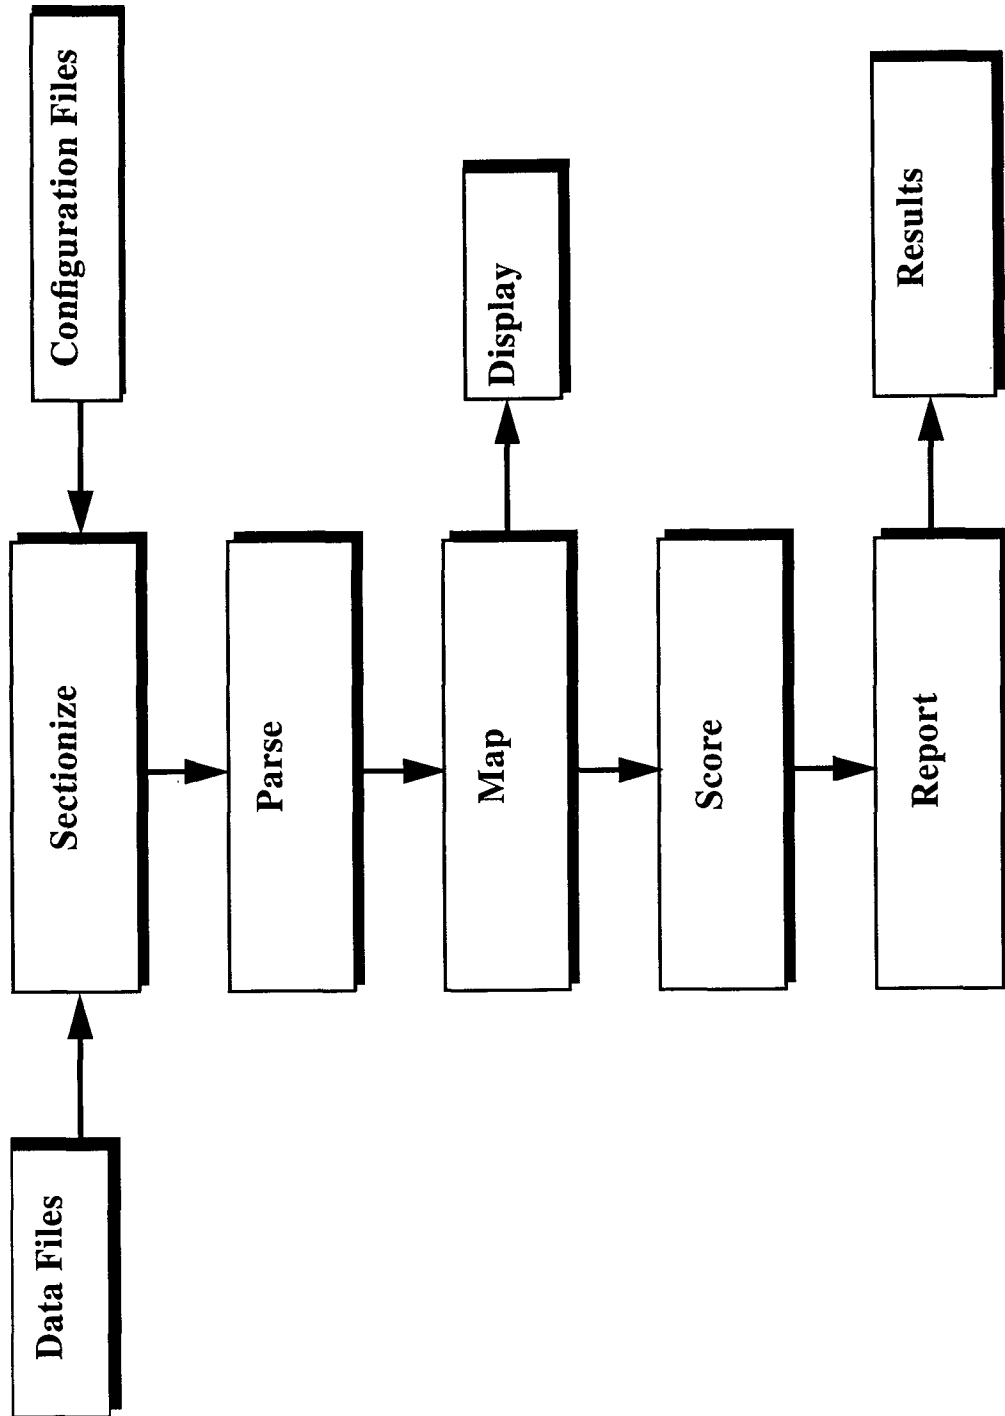 Configuration Files
Data Files
Sectionize
Parse
Map
Display
Score
Report
Results